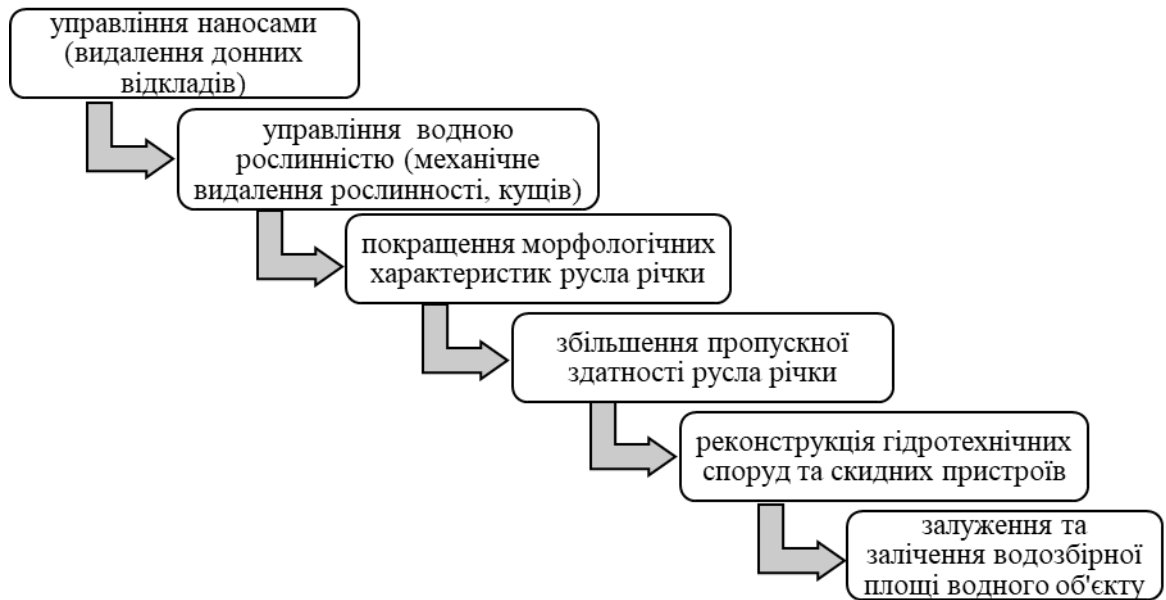 управління наносами
(видалення донних
відкладів)
управління водною
рослинністю (механічне
видалення рослинності, кущів)
покращення морфологічних
характеристик русла річки
збільшення пропускної
здатності русла річки
реконструкція гідротехнічних
споруд та скидних пристроїв
залуження та
залічення водозбірної
площі водного об'єкту